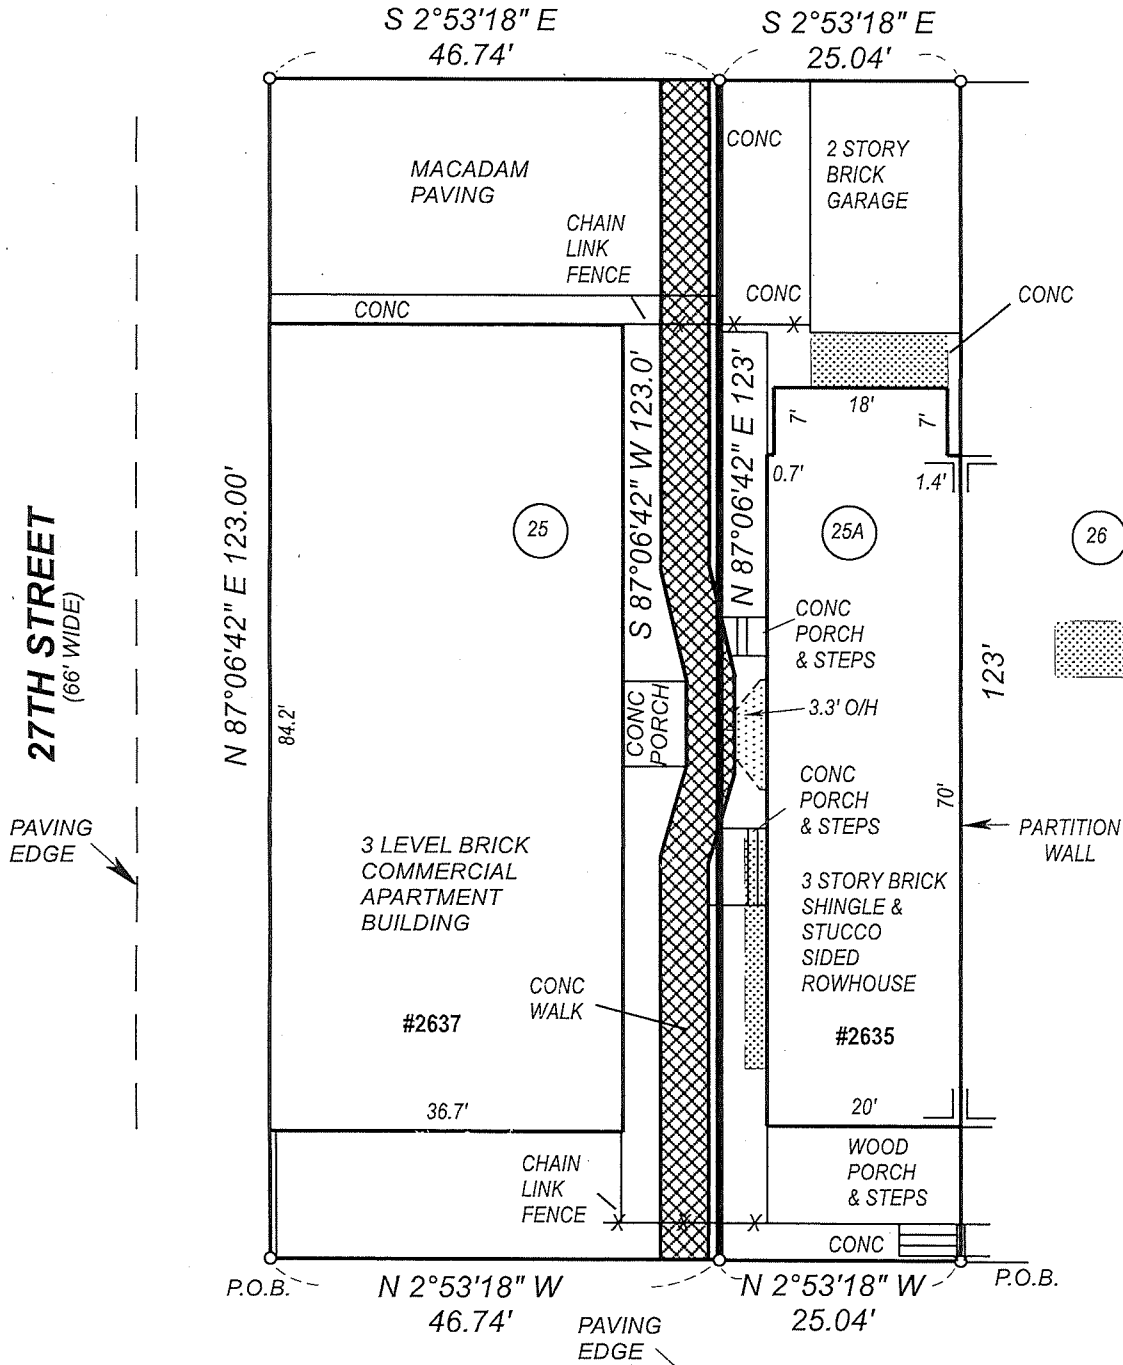 S 2°53'18" E
46.74'
S 2°53'18" E
25.04'
MACADAM
PAVING
CONC
2 STORY
BRICK
GARAGE
CHAIN
LINK
FENCE
CONC
CONC
CONC
18'
7'
7'
0.7'
1.4'
S 87°06'42" W 123.0'
N 87°06'42" E 123'
N 87°06'42" E 123.00'
27TH STREET
(66' WIDE)
25
25A
26
CONC
PORCH
& STEPS
84.2'
CONC
PORCH
3.3' O/H
123'
CONC
PORCH
& STEPS
70'
PAVING
EDGE
PARTITION
WALL
3 LEVEL BRICK
COMMERCIAL
APARTMENT
BUILDING
3 STORY BRICK
SHINGLE &
STUCCO
SIDED
ROWHOUSE
CONC
WALK
#2637
#2635
36.7'
20'
CHAIN
LINK
FENCE
WOOD
PORCH
& STEPS
CONC
P.O.B.
N 2°53'18" W
46.74'
N 2°53'18" W
25.04'
P.O.B.
PAVING
EDGE